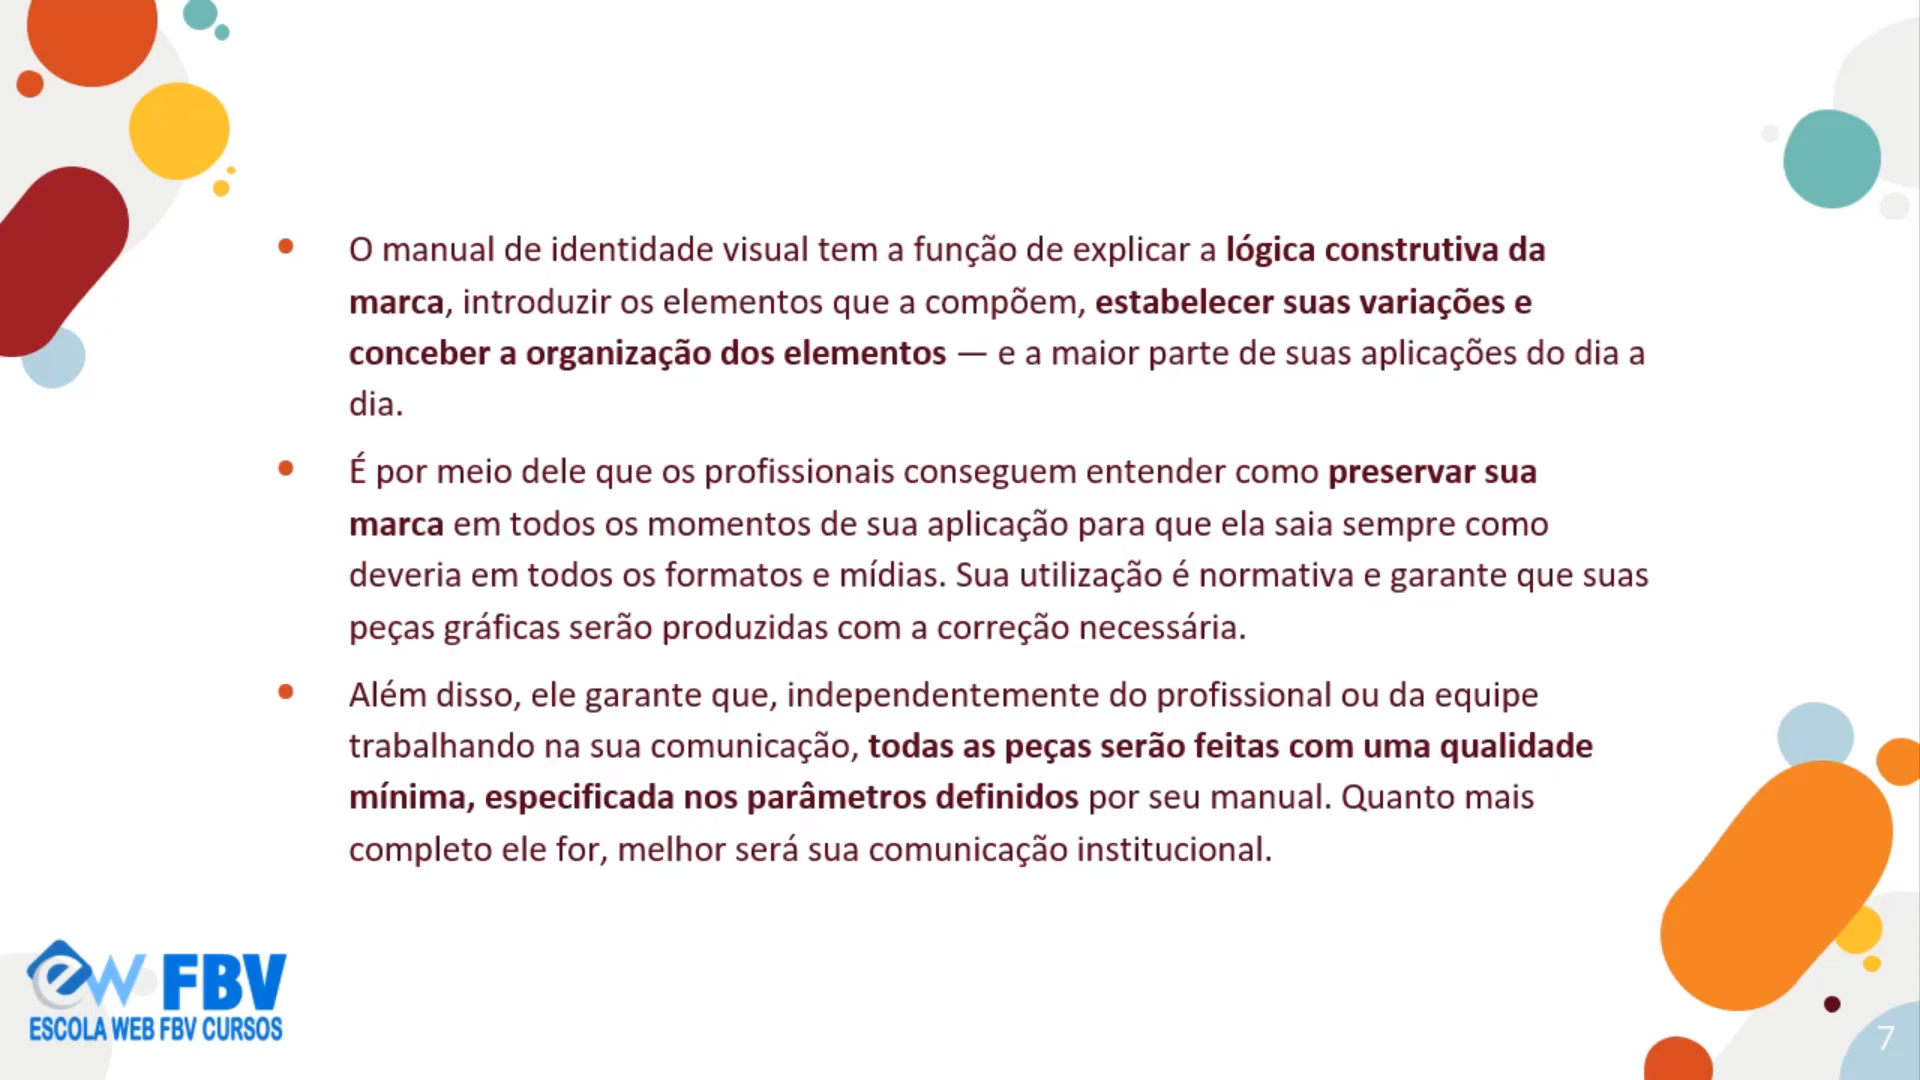 • O manual de identidade visual tem a função de explicar a lógica construtiva da
marca, introduzir os elementos que a compõem, estabelecer suas variações e
conceber a organização dos elementos — e a maior parte de suas aplicações do dia a
dia.
• É por meio dele que os profissionais conseguem entender como preservar sua
marca em todos os momentos de sua aplicação para que ela saia sempre como
deveria em todos os formatos e mídias. Sua utilização é normativa e garante que suas
peças gráficas serão produzidas com a correção necessária.
• Além disso, ele garante que, independentemente do profissional ou da equipe
trabalhando na sua comunicação, todas as peças serão feitas com uma qualidade
mínima, especificada nos parâmetros definidos por seu manual. Quanto mais
completo ele for, melhor será sua comunicação institucional.
ew FBV
ESCOLA WEB FBV CURSOS
7